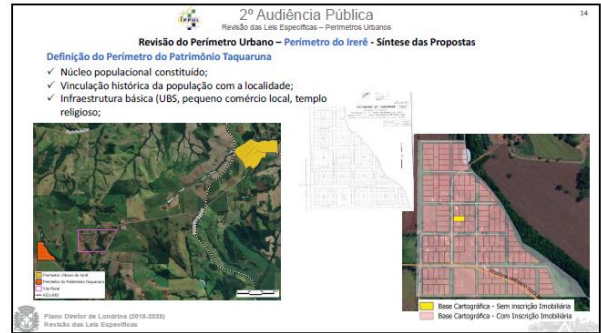 ippul
2º Audiência Pública
Revisão das Leis Específicas – Perímetros Urbanos
14
Revisão do Perímetro Urbano – Perímetro do Irerê - Síntese das Propostas
Definição do Perímetro do Patrimônio Taquaruna
✓ Núcleo populacional constituído;
✓ Vinculação histórica da população com a localidade;
✓ Infraestrutura básica (UBS, pequeno comércio local, templo
religioso;
Perímetro Urbano de Irerê
Perímetro do Patrimônio Taquaruna
Vila Rural
Base Cartográfica - Sem inscrição Imobiliária
Base Cartográfica - Com Inscrição Imobiliária
Plano Diretor de Londrina (2018-2028)
Revisão das Leis Específicas